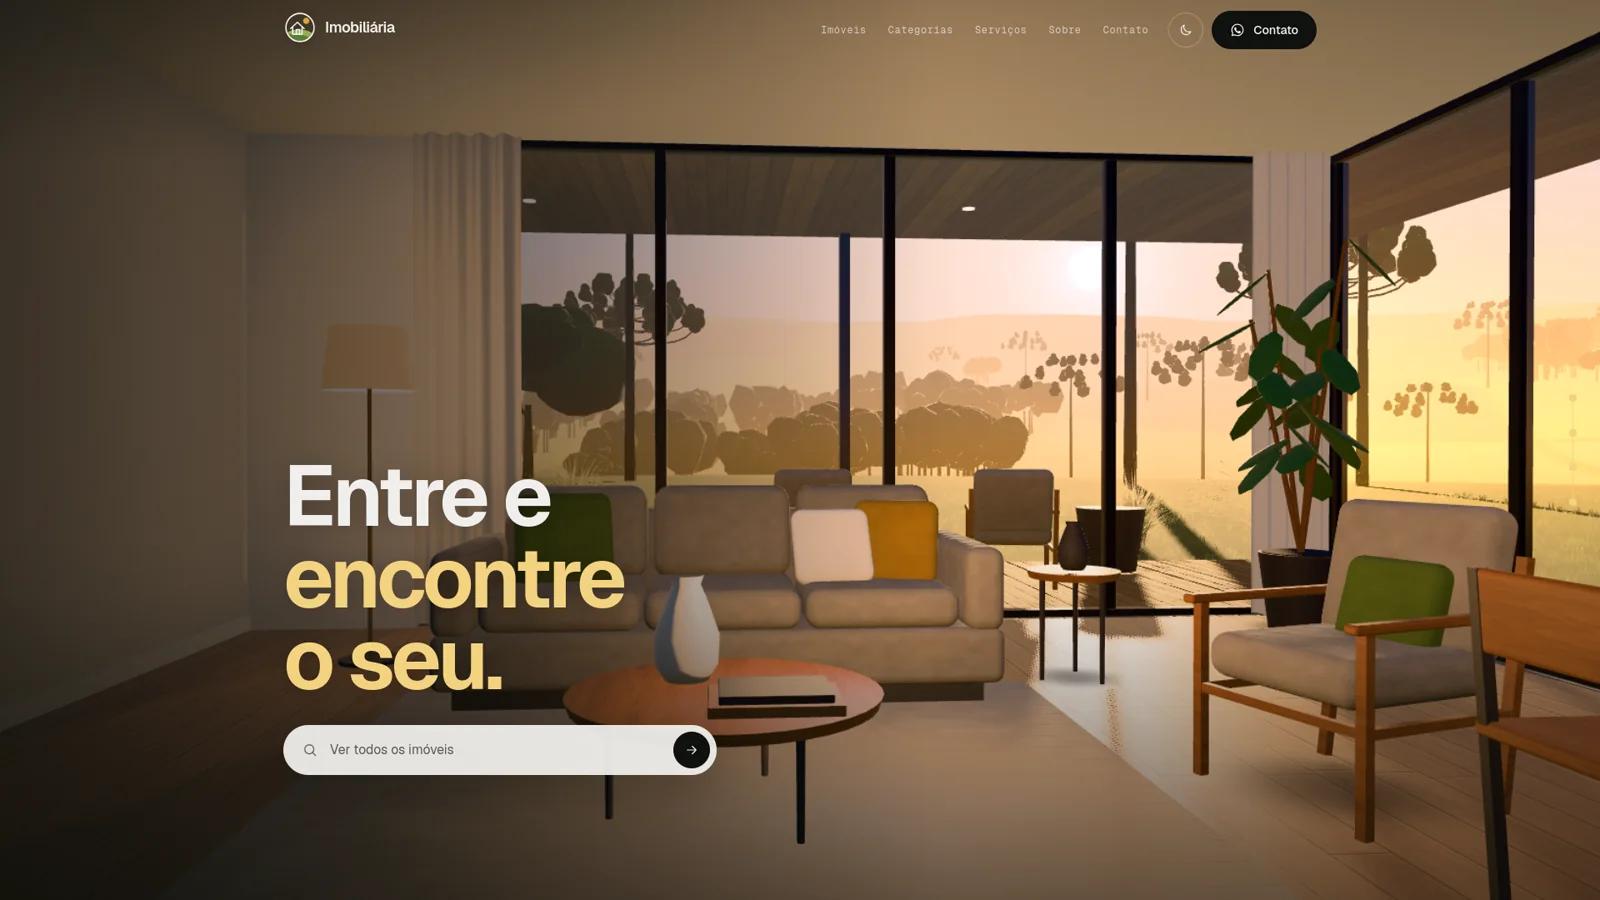 Imobiliária
Imóveis
Categorias
Serviços
Sobre
Contato
Contato
Entre e
encontre
o seu.
Ver todos os imóveis